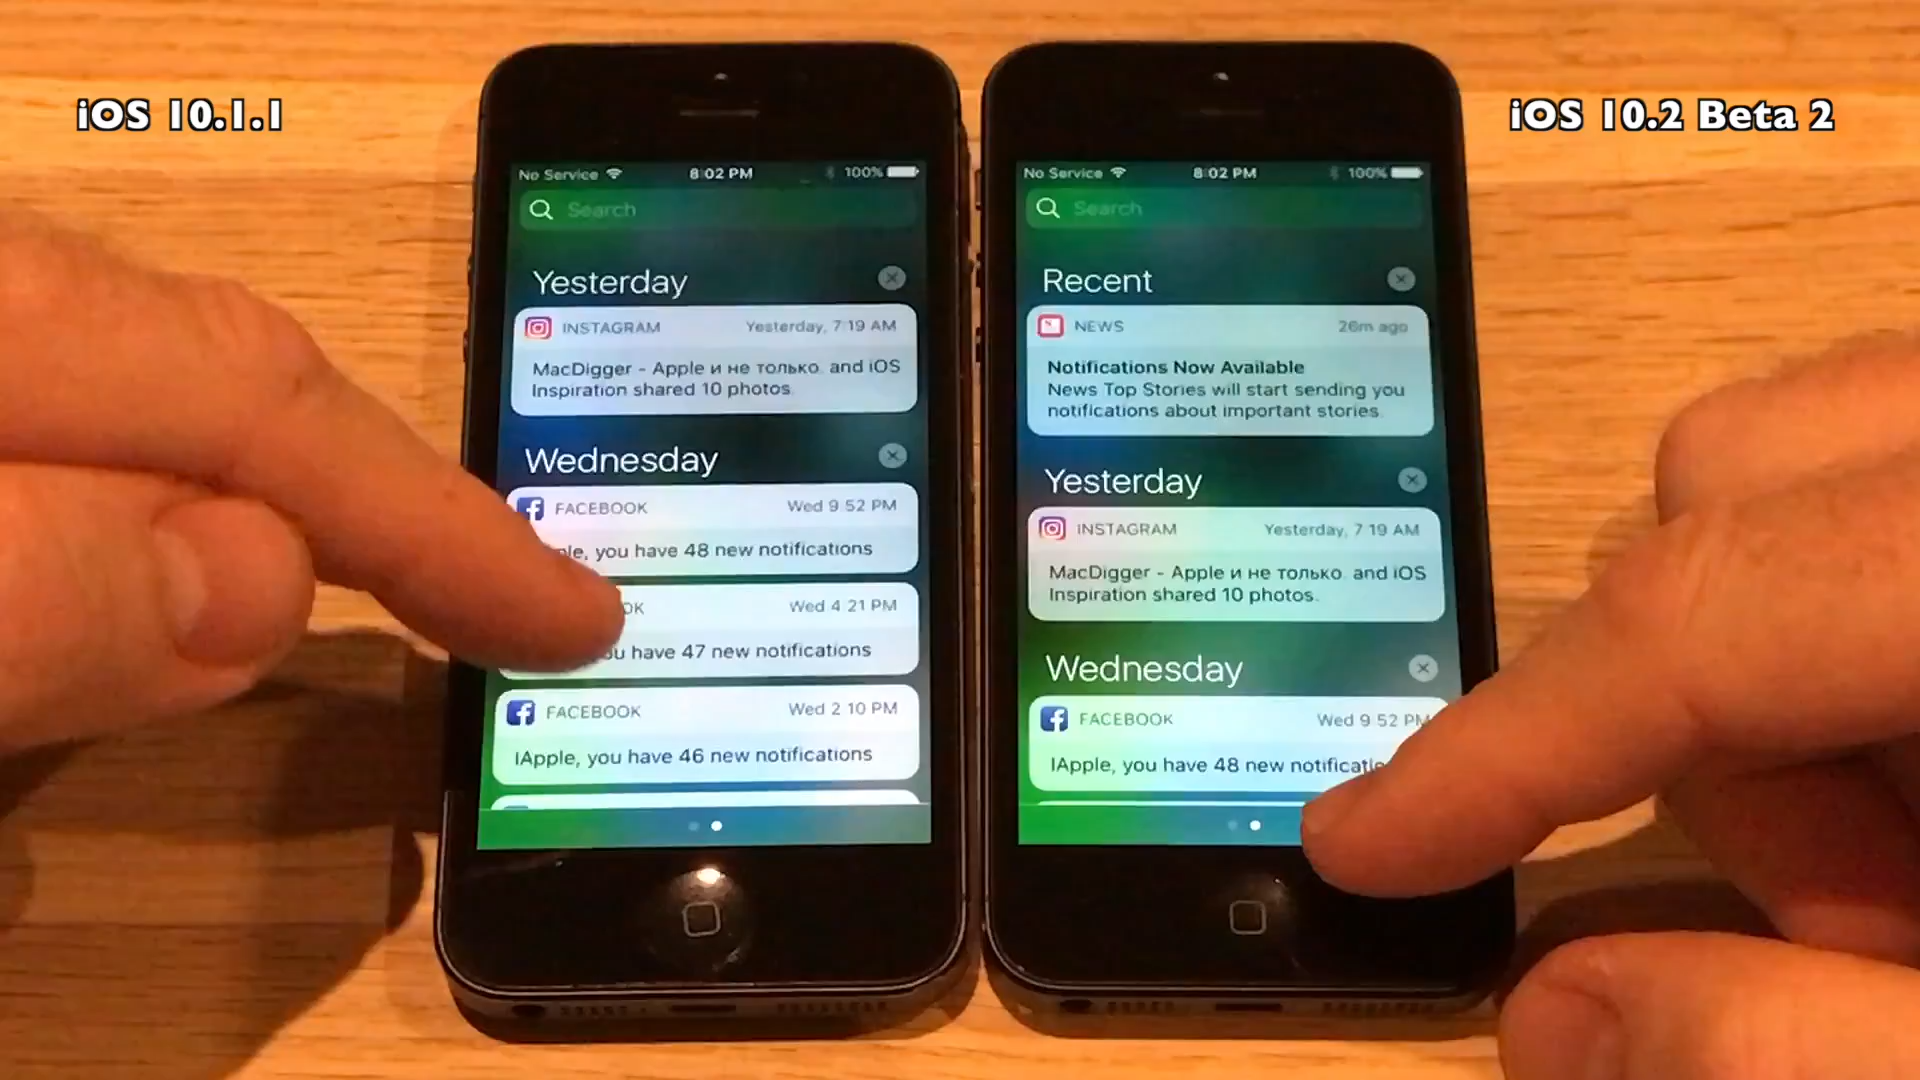 iOS 10.1.1
iOS 10.2 Beta 2
No Service 8:02 PM 100%
Search
Yesterday
INSTAGRAM Yesterday, 7:19 AM
MacDigger - Apple и не только. and iOS
Inspiration shared 10 photos.
Wednesday
FACEBOOK Wed 9:52 PM
you have 48 new notifications
Wed 4:21 PM
have 47 new notifications
FACEBOOK Wed 2:10 PM
IApple, you have 46 new notifications
No Service 8:02 PM 100%
Search
Recent
NEWS 26m ago
Notifications Now Available
News Top Stories will start sending you
notifications about important stories.
Yesterday
INSTAGRAM Yesterday, 7:19 AM
MacDigger - Apple и не только. and iOS
Inspiration shared 10 photos.
Wednesday
FACEBOOK Wed 9:52 PM
IApple, you have 48 new